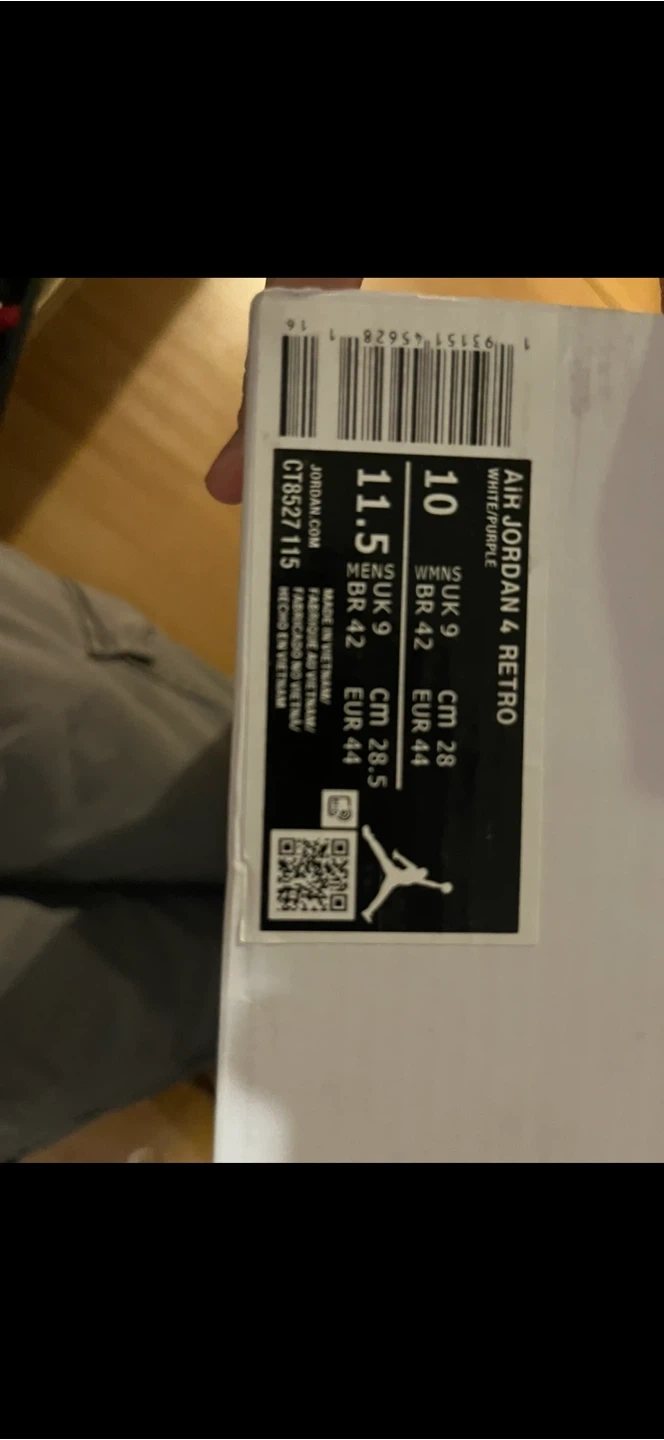 1 93151 45628 1 16
AIR JORDAN 4 RETRO
WHITE/PURPLE
10 UK 9 cm 28
WMNS BR 42 EUR 44
11.5 UK 9 cm 28.5
MENS BR 42 EUR 44
JORDAN.COM
CT8527 115
MADE IN VIETNAM/
FABRIQUE AU VIETNAM/
FABRICADO NO VIETNÃ/
HECHO EN VIETNAM